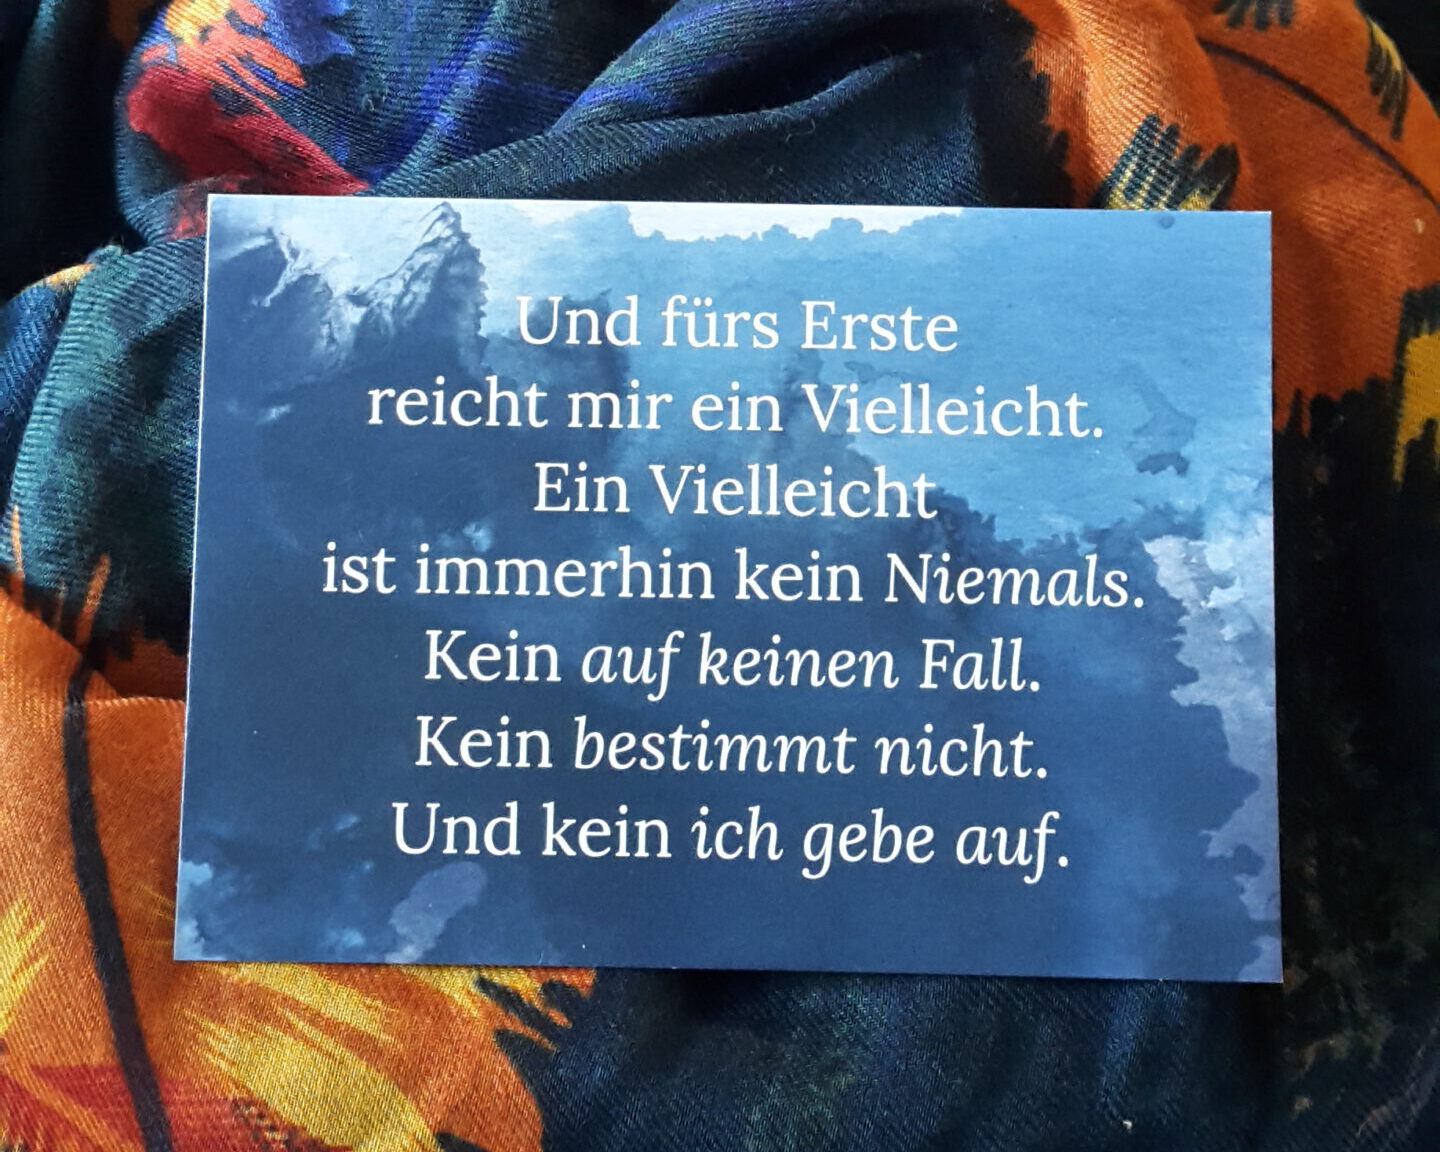 Und fürs Erste
reicht mir ein Vielleicht.
Ein Vielleicht
ist immerhin kein Niemals.
Kein auf keinen Fall.
Kein bestimmt nicht.
Und kein ich gebe auf.